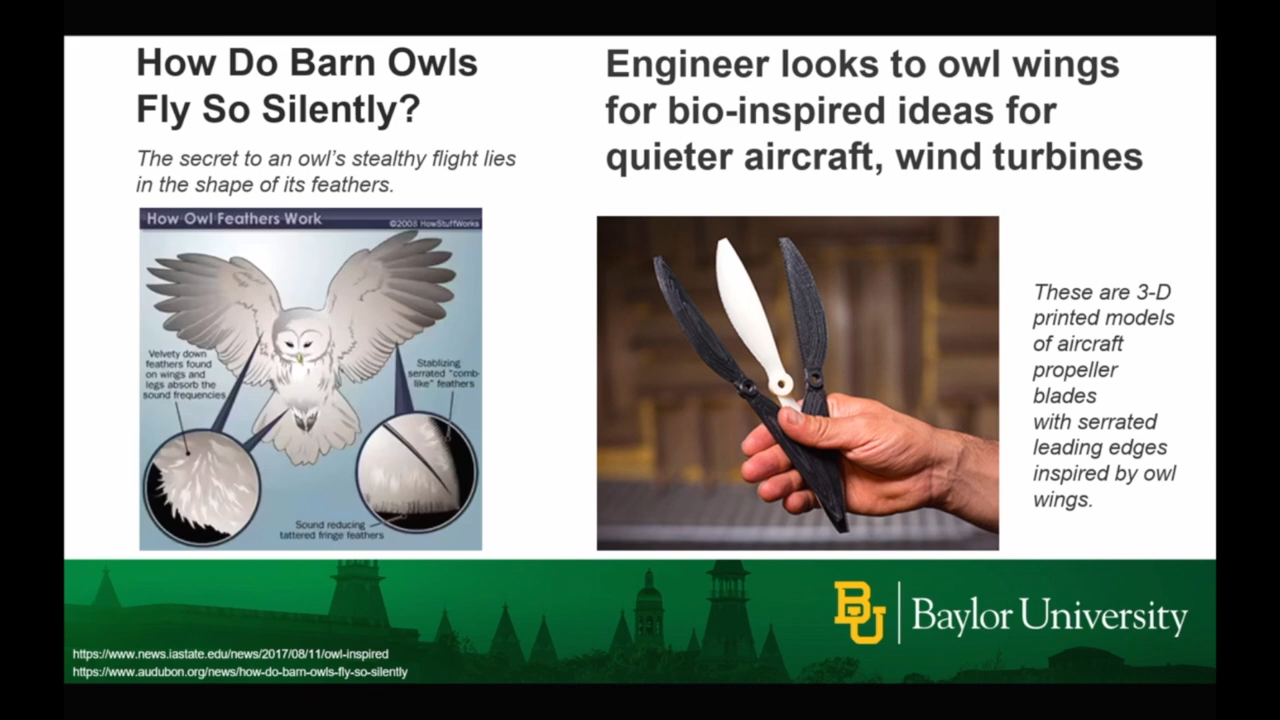 How Do Barn Owls
Fly So Silently?
The secret to an owl's stealthy flight lies
in the shape of its feathers.
How Owl Feathers Work
©2008 HowStuffWorks
Velvety down
feathers found
on wings and
legs absorb the
sound frequencies
Stablizing
serrated "comb-
like" feathers
Sound reducing
tattered fringe feathers
Engineer looks to owl wings
for bio-inspired ideas for
quieter aircraft, wind turbines
These are 3-D
printed models
of aircraft
propeller
blades
with serrated
leading edges
inspired by owl
wings.
https://www.news.iastate.edu/news/2017/08/11/owl-inspired
https://www.audubon.org/news/how-do-barn-owls-fly-so-silently
BU
Baylor University